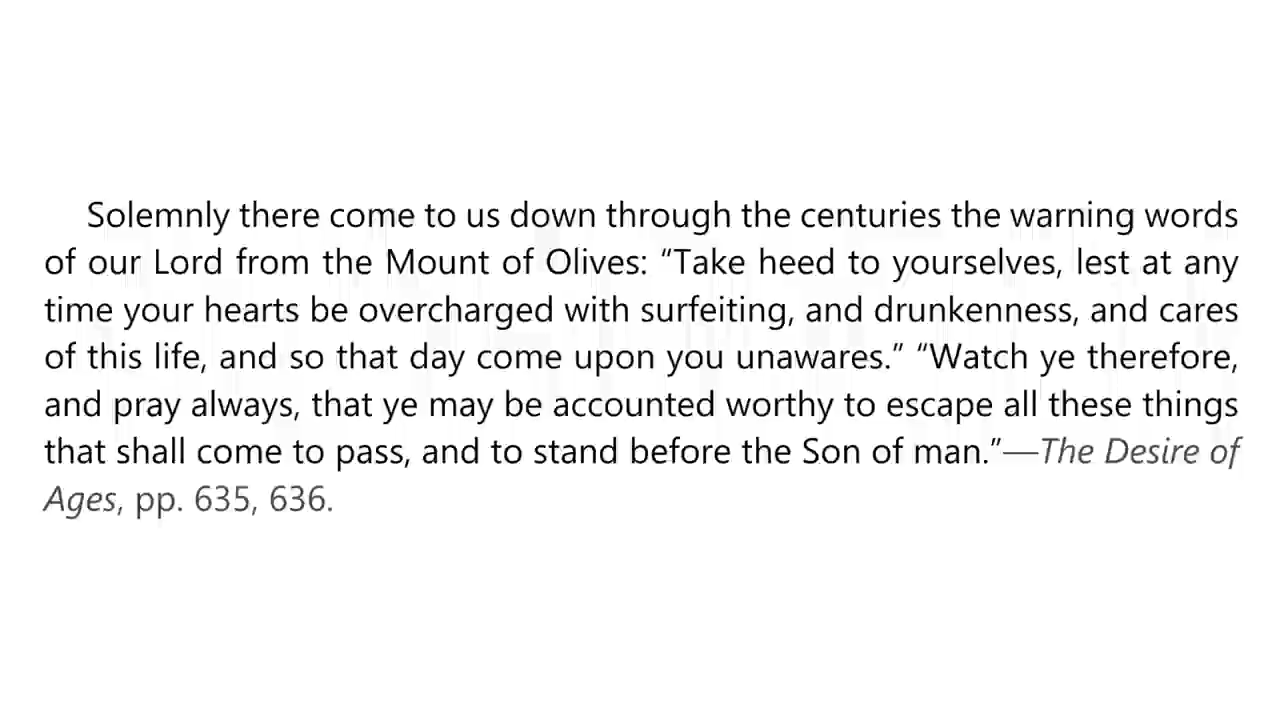 Solemnly there come to us down through the centuries the warning words
of our Lord from the Mount of Olives: “Take heed to yourselves, lest at any
time your hearts be overcharged with surfeiting, and drunkenness, and cares
of this life, and so that day come upon you unawares.” “Watch ye therefore,
and pray always, that ye may be accounted worthy to escape all these things
that shall come to pass, and to stand before the Son of man.”—The Desire of
Ages, pp. 635, 636.